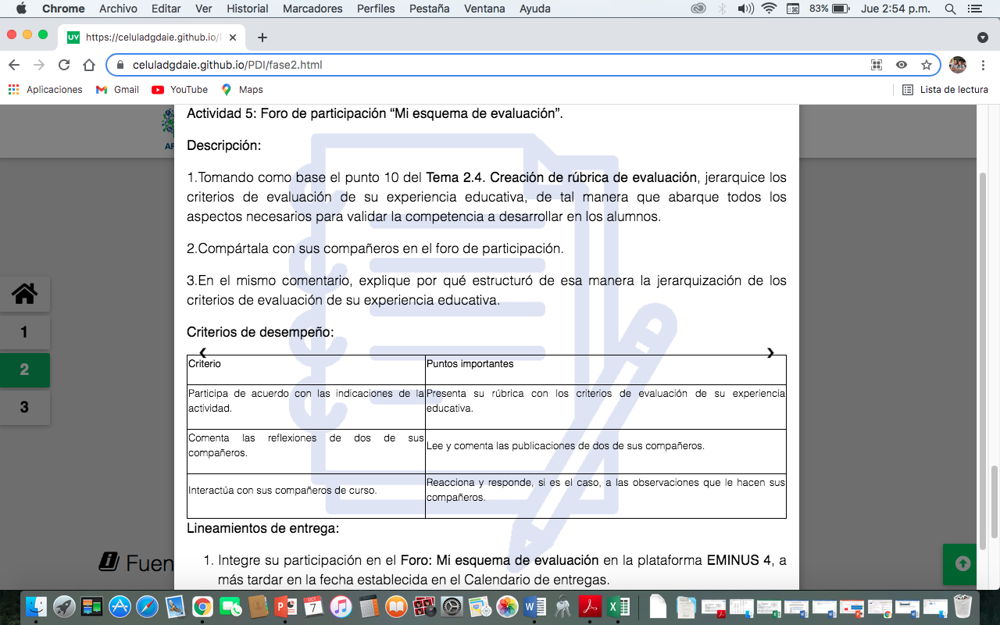 Chrome Archivo Editar Ver Historial Marcadores Perfiles Pestaña Ventana Ayuda 83% Jue 2:54 p.m.
UV https://celuladgdaie.github.io/
celuladgdaie.github.io/PDI/fase2.html
Aplicaciones Gmail YouTube Maps Lista de lectura
Actividad 5: Foro de participación “Mi esquema de evaluación”.
Descripción:
1.Tomando como base el punto 10 del Tema 2.4. Creación de rúbrica de evaluación, jerarquice los
criterios de evaluación de su experiencia educativa, de tal manera que abarque todos los
aspectos necesarios para validar la competencia a desarrollar en los alumnos.
2.Compártala con sus compañeros en el foro de participación.
3.En el mismo comentario, explique por qué estructuró de esa manera la jerarquización de los
criterios de evaluación de su experiencia educativa.
1
2
3
Criterios de desempeño:
Criterio Puntos importantes
Participa de acuerdo con las indicaciones de la
actividad.
Presenta su rúbrica con los criterios de evaluación de su experiencia
educativa.
Comenta las reflexiones de dos de sus
compañeros.
Lee y comenta las publicaciones de dos de sus compañeros.
Interactúa con sus compañeros de curso.
Reacciona y responde, si es el caso, a las observaciones que le hacen sus
compañeros.
Lineamientos de entrega:
1. Integre su participación en el Foro: Mi esquema de evaluación en la plataforma EMINUS 4, a
más tardar en la fecha establecida en el Calendario de entregas.
Fuen
OCT
7